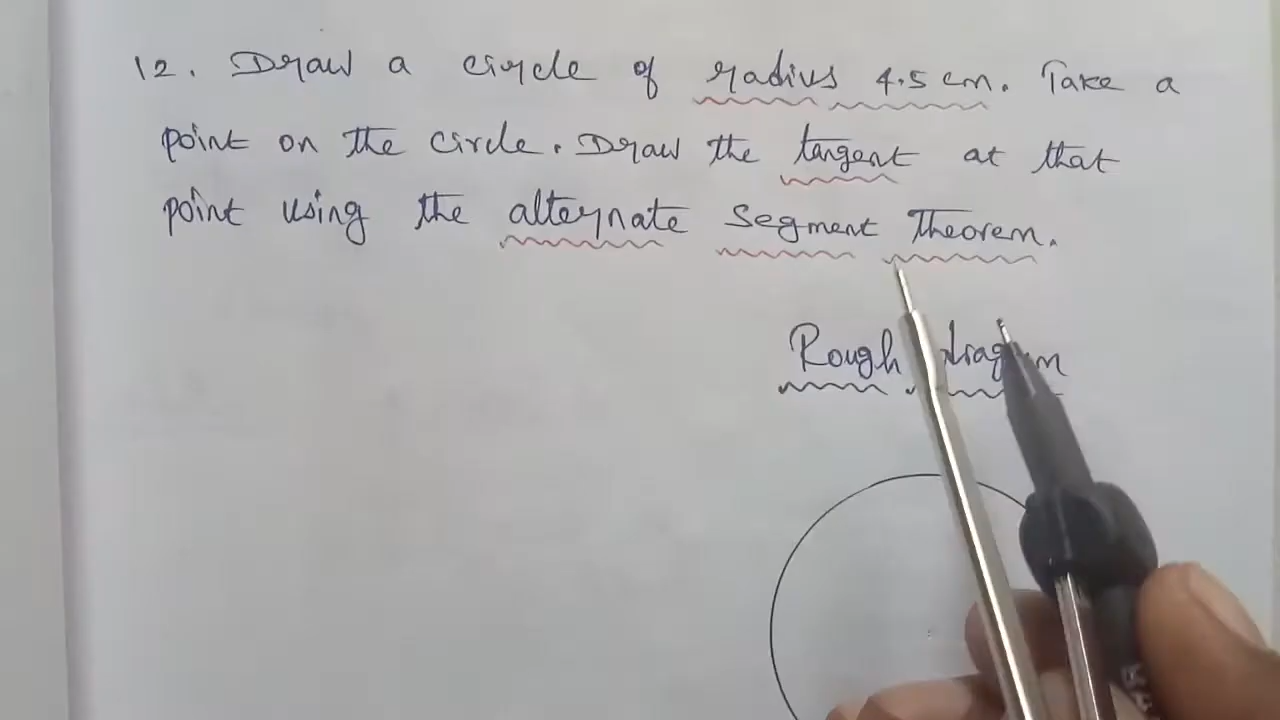 12. Draw a circle of radius 4.5 cm. Take a
point on the circle. Draw the tangent at that
point using the alternate segment Theorem.
Rough diagram